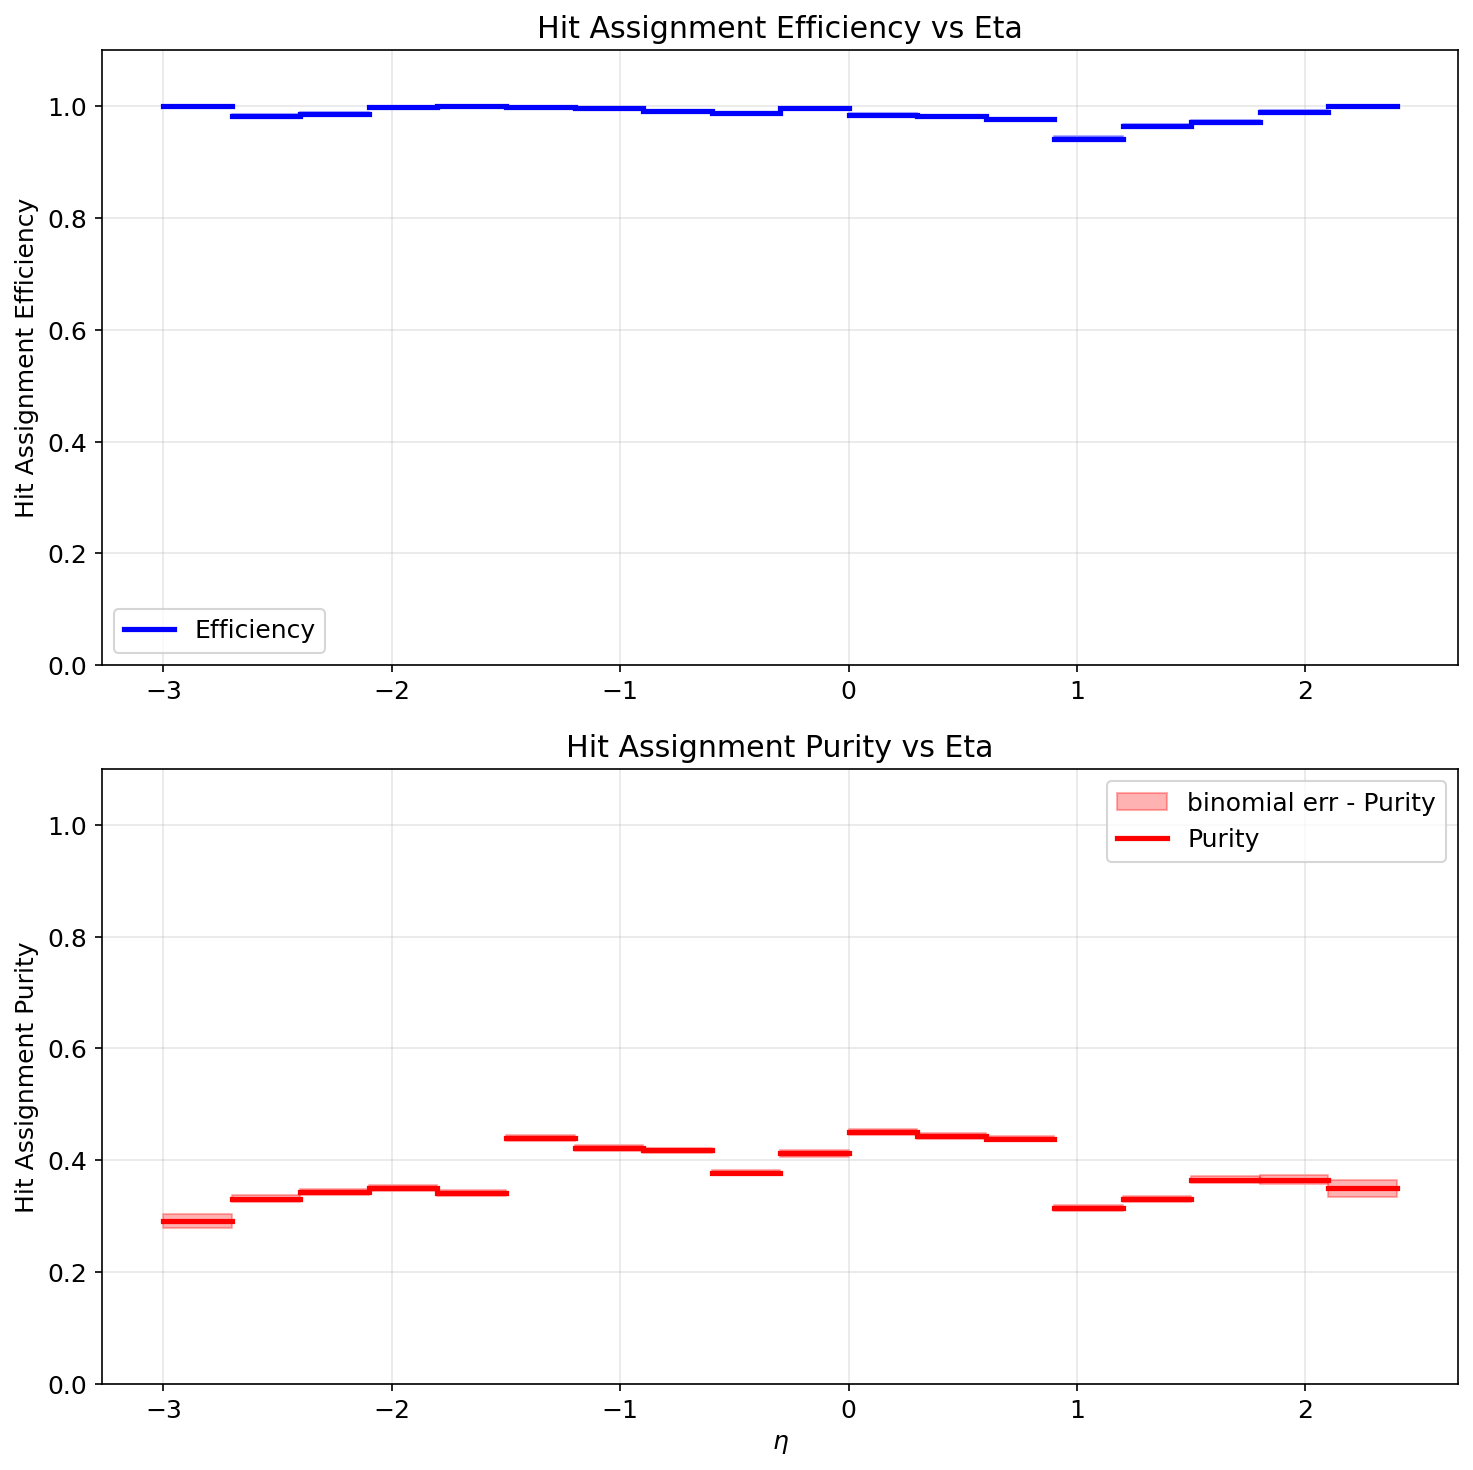 Hit Assignment Efficiency vs Eta
Hit Assignment Efficiency
1.0
0.8
0.6
0.4
0.2
0.0
Efficiency
−3 −2 −1 0 1 2
Hit Assignment Purity vs Eta
Hit Assignment Purity
1.0
0.8
0.6
0.4
0.2
0.0
binomial err - Purity
Purity
−3 −2 −1 0 1 2
η